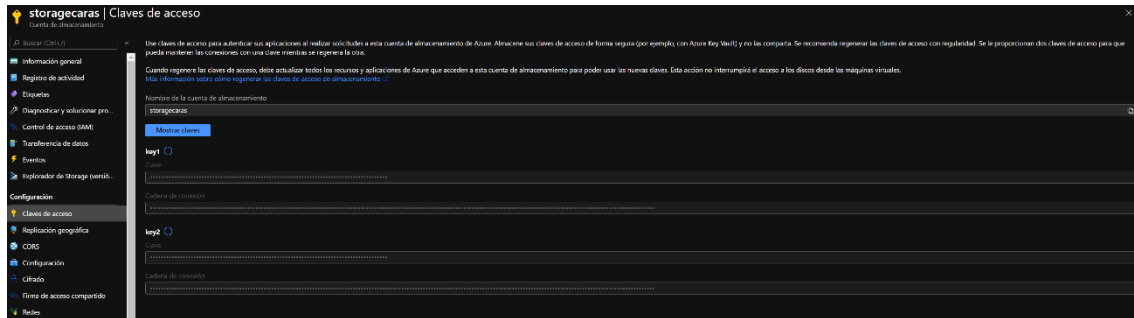 storagecaras | Claves de acceso
Cuenta de almacenamiento
Buscar (Ctrl+/)
Información general
Registro de actividad
Etiquetas
Diagnosticar y solucionar pro...
Control de acceso (IAM)
Transferencia de datos
Eventos
Explorador de Storage (versió...
Configuración
Claves de acceso
Replicación geográfica
CORS
Configuración
Cifrado
Firma de acceso compartido
Redes
Use claves de acceso para autenticar sus aplicaciones al realizar solicitudes a esta cuenta de almacenamiento de Azure. Almacene sus claves de acceso de forma segura (por ejemplo, con Azure Key Vault) y no las comparta. Se recomienda regenerar las claves de acceso con regularidad. Se le proporcionan dos claves de acceso para que
pueda mantener las conexiones con una clave mientras se regenera la otra.
Cuando regenere las claves de acceso, debe actualizar todos los recursos y aplicaciones de Azure que acceden a esta cuenta de almacenamiento para poder usar las nuevas claves. Esta acción no interrumpirá el acceso a los discos desde las máquinas virtuales.
Más información sobre cómo regenerar las claves de acceso de almacenamiento
Nombre de la cuenta de almacenamiento
storagecaras
Mostrar claves
key1
Clave
Cadena de conexión
key2
Clave
Cadena de conexión